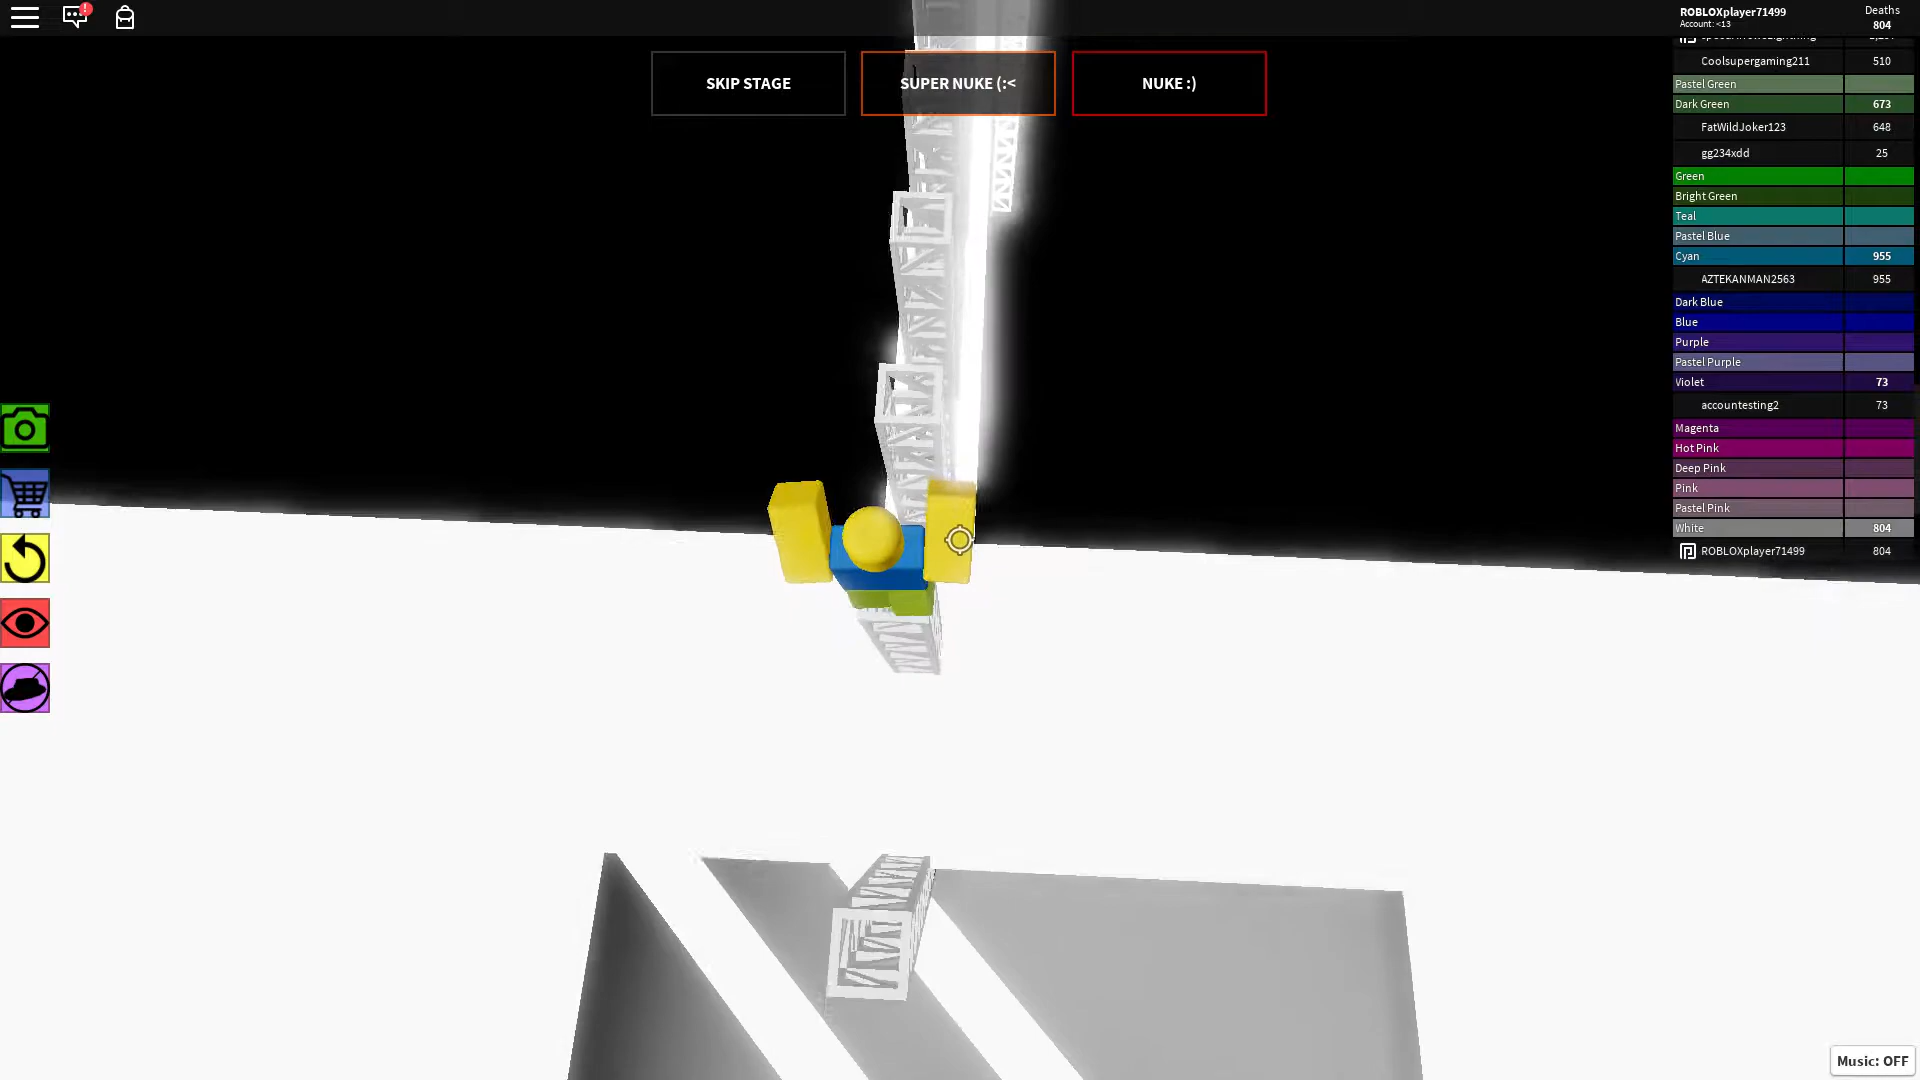 ROBLOXplayer71499
Account: <13
Deaths
804
SKIP STAGE
SUPER NUKE (:<
NUKE :)
Coolsupergaming211 510
Pastel Green
Dark Green 673
FatWildJoker123 648
gg234xdd 25
Green
Bright Green
Teal
Pastel Blue
Cyan 955
AZTEKANMAN2563 955
Dark Blue
Blue
Purple
Pastel Purple
Violet 73
accountesting2 73
Magenta
Hot Pink
Deep Pink
Pink
Pastel Pink
White 804
ROBLOXplayer71499 804
Music: OFF